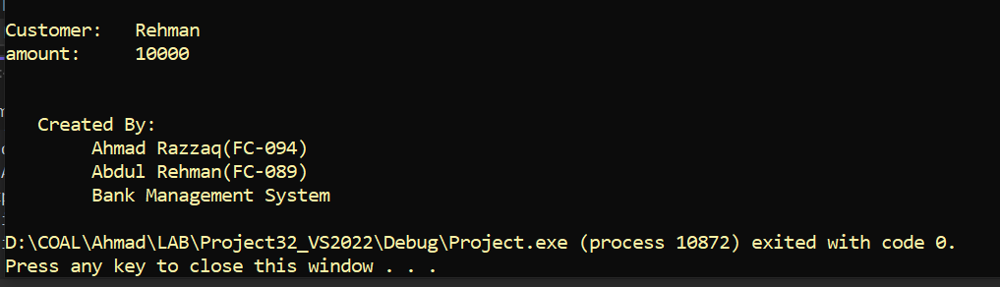 Customer:   Rehman
amount:     10000
Created By:
Ahmad Razzaq(FC-094)
Abdul Rehman(FC-089)
Bank Management System
D:\COAL\Ahmad\LAB\Project32_VS2022\Debug\Project.exe (process 10872) exited with code 0.
Press any key to close this window . . .